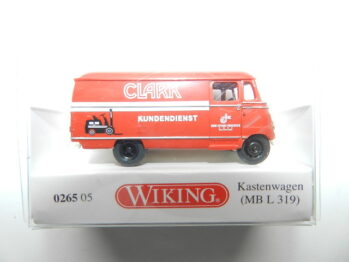 CLARK
KUNDENDIENST
0265 05
WIKING®
Kastenwagen
(MB L 319)